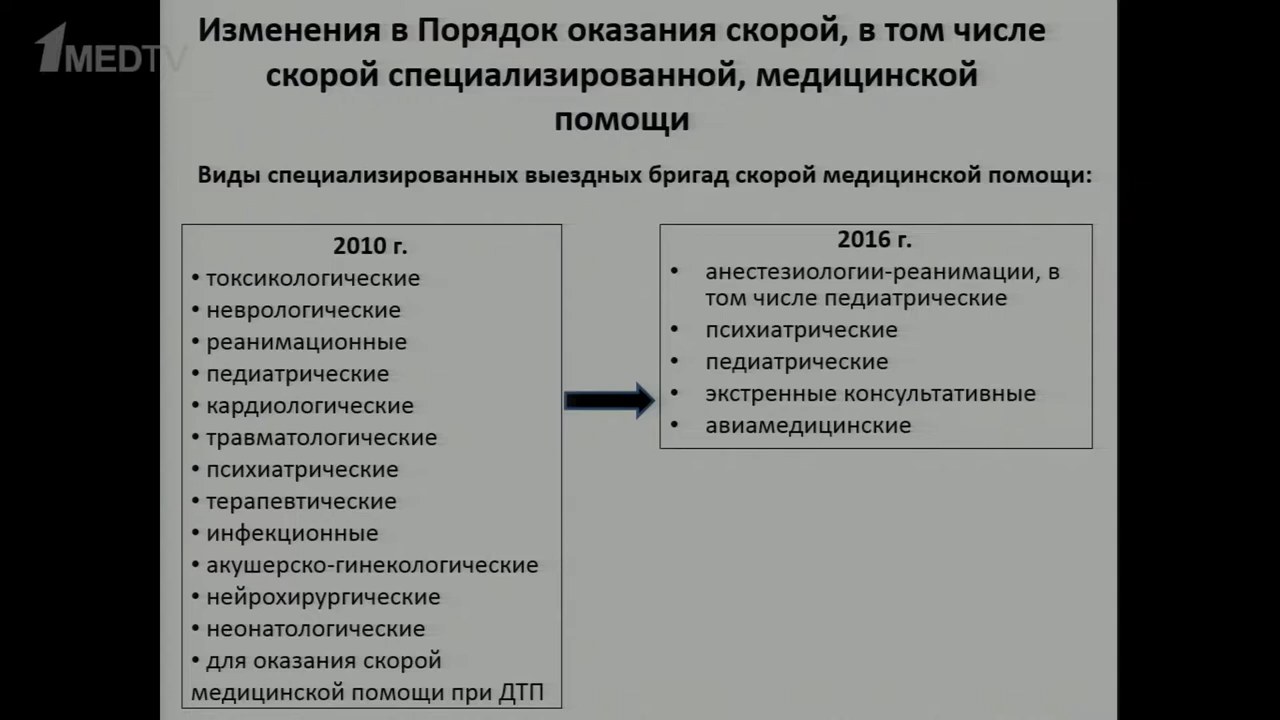 1MEDTV
Изменения в Порядок оказания скорой, в том числе
скорой специализированной, медицинской
помощи
Виды специализированных выездных бригад скорой медицинской помощи:
2010 г.
• токсикологические
• неврологические
• реанимационные
• педиатрические
• кардиологические
• травматологические
• психиатрические
• терапевтические
• инфекционные
• акушерско-гинекологические
• нейрохирургические
• неонатологические
• для оказания скорой
медицинской помощи при ДТП
2016 г.
• анестезиологии-реанимации, в
том числе педиатрические
• психиатрические
• педиатрические
• экстренные консультативные
• авиамедицинские